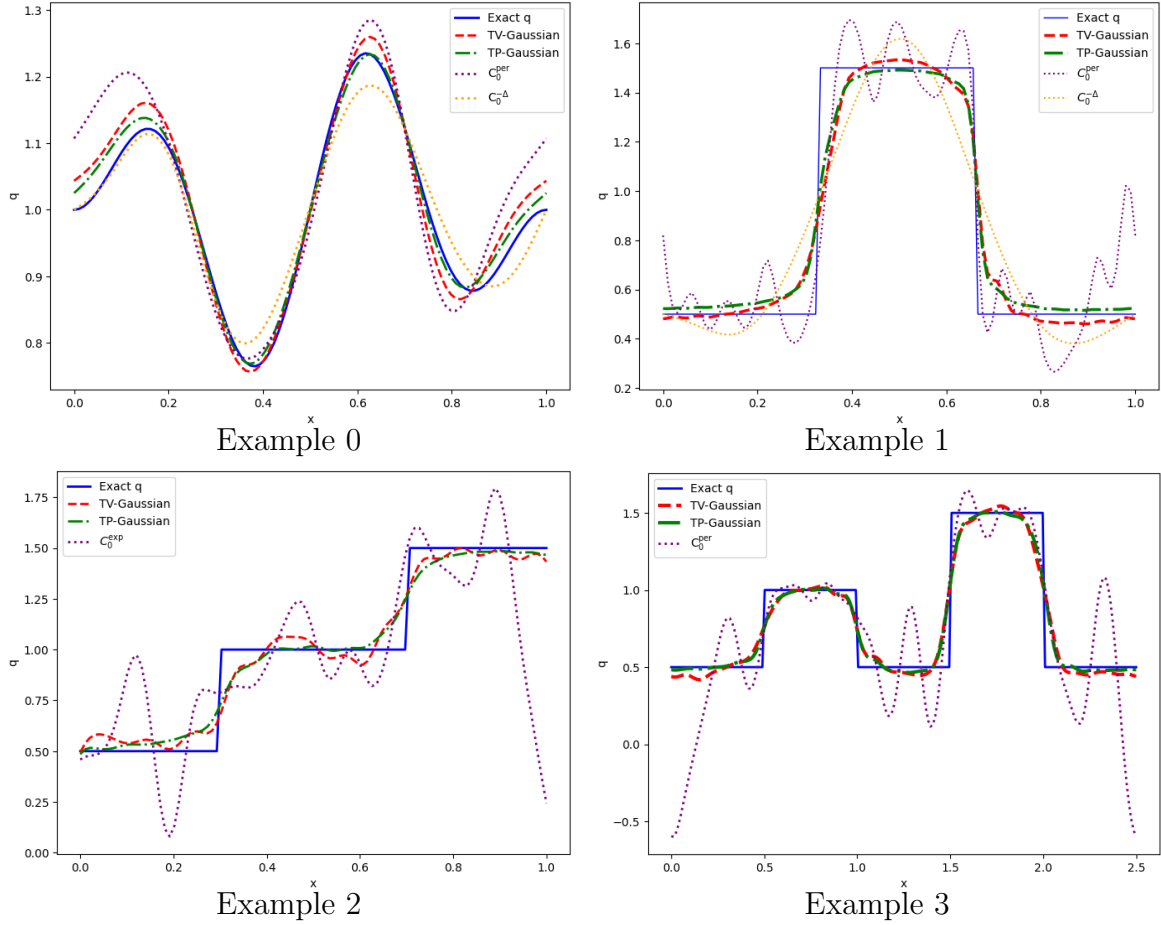 1.3
1.2
1.1
1.0
0.9
0.8
q
0.0
0.2
0.4
0.6
0.8
1.0
x
Exact q
TV-Gaussian
TP-Gaussian
C₀ᵖᵉʳ
C₀⁻ᐞ
Example 0
1.6
1.4
1.2
1.0
0.8
0.6
0.4
0.2
q
0.0
0.2
0.4
0.6
0.8
1.0
x
Exact q
TV-Gaussian
TP-Gaussian
C₀ᵖᵉʳ
C₀⁻ᐞ
Example 1
1.75
1.50
1.25
1.00
0.75
0.50
0.25
0.00
q
0.0
0.2
0.4
0.6
0.8
1.0
x
Exact q
TV-Gaussian
TP-Gaussian
C₀ᵉˣᵖ
Example 2
1.5
1.0
0.5
0.0
−0.5
q
0.0
0.5
1.0
1.5
2.0
2.5
x
Exact q
TV-Gaussian
TP-Gaussian
C₀ᵖᵉʳ
Example 3